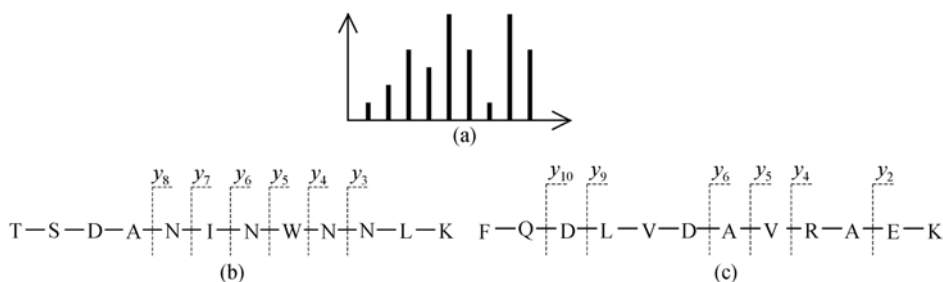 (a)
y8 y7 y6 y5 y4 y3
T—S—D—A—N—I—N—W—N—N—L—K
(b)
y10 y9 y6 y5 y4 y2
F—Q—D—L—V—D—A—V—R—A—E—K
(c)